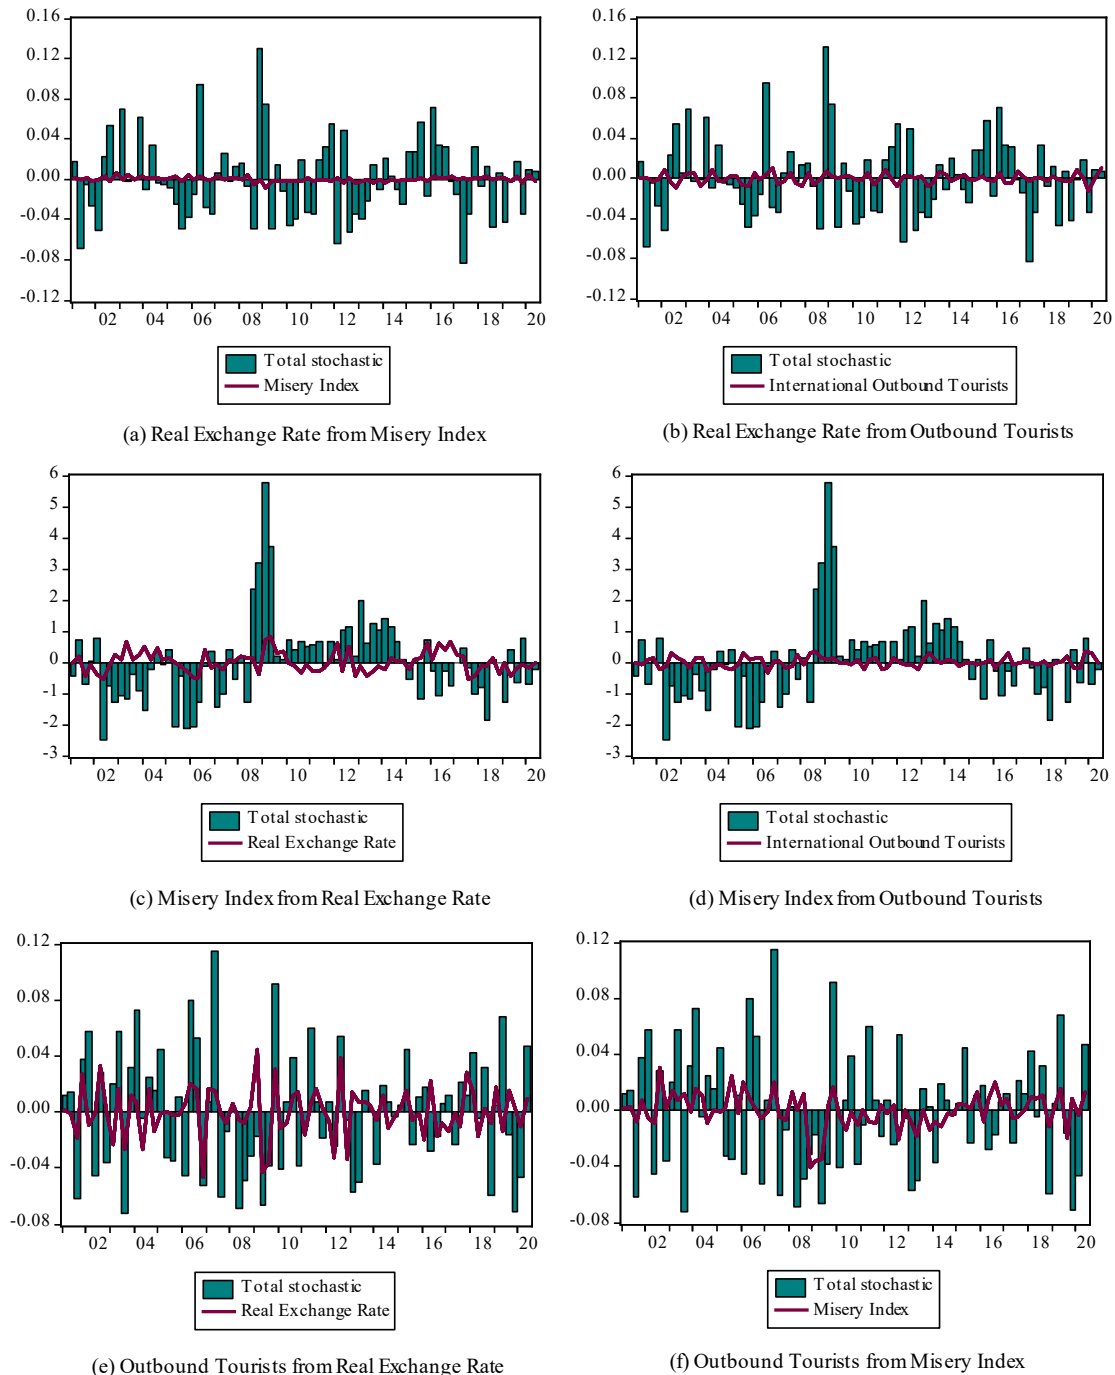 0.16
0.12
0.08
0.04
0.00
-0.04
-0.08
-0.12
02 04 06 08 10 12 14 16 18 20
Total stochastic
Misery Index
(a) Real Exchange Rate from Misery Index
0.16
0.12
0.08
0.04
0.00
-0.04
-0.08
-0.12
02 04 06 08 10 12 14 16 18 20
Total stochastic
International Outbound Tourists
(b) Real Exchange Rate from Outbound Tourists
6
5
4
3
2
1
0
-1
-2
-3
02 04 06 08 10 12 14 16 18 20
Total stochastic
Real Exchange Rate
(c) Misery Index from Real Exchange Rate
6
5
4
3
2
1
0
-1
-2
-3
02 04 06 08 10 12 14 16 18 20
Total stochastic
International Outbound Tourists
(d) Misery Index from Outbound Tourists
0.12
0.08
0.04
0.00
-0.04
-0.08
02 04 06 08 10 12 14 16 18 20
Total stochastic
Real Exchange Rate
(e) Outbound Tourists from Real Exchange Rate
0.12
0.08
0.04
0.00
-0.04
-0.08
02 04 06 08 10 12 14 16 18 20
Total stochastic
Misery Index
(f) Outbound Tourists from Misery Index